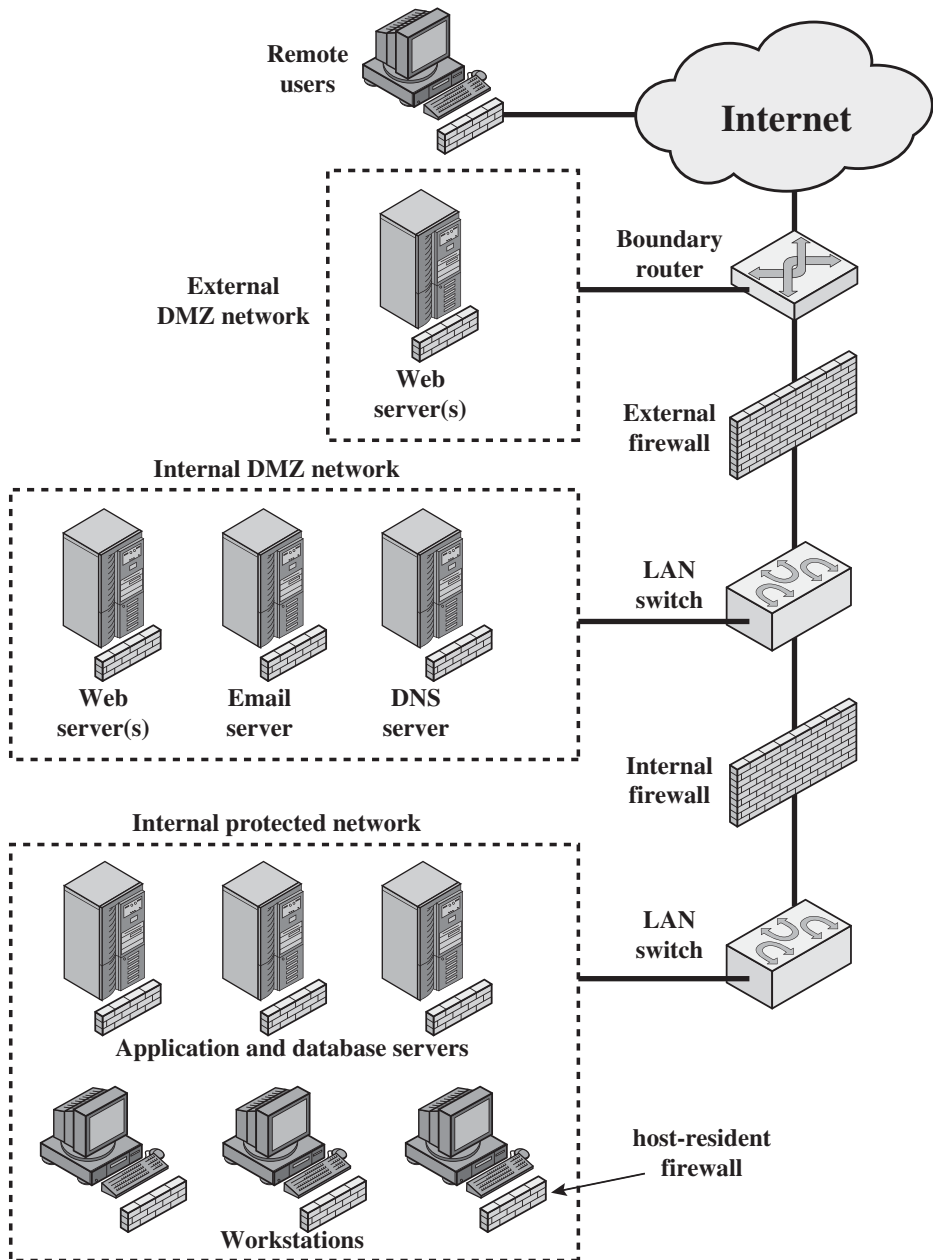 Remote
users
Internet
Boundary
router
External
DMZ network
Web
server(s)
External
firewall
Internal DMZ network
LAN
switch
Web
server(s)
Email
server
DNS
server
Internal
firewall
Internal protected network
LAN
switch
Application and database servers
host-resident
firewall
Workstations